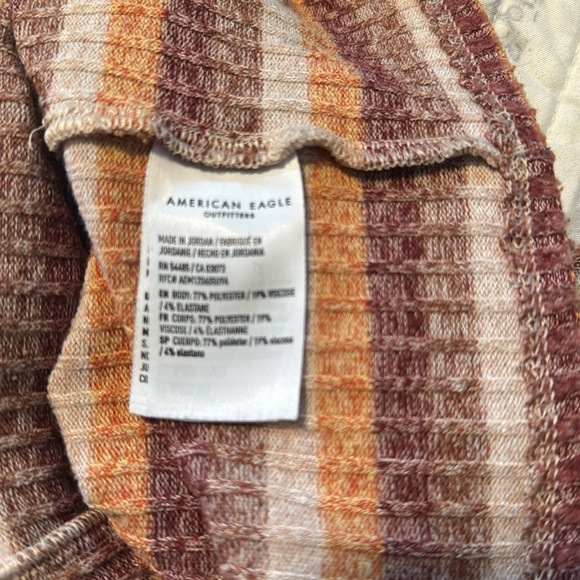 AMERICAN EAGLE
OUTFITTERS
MADE IN JORDAN / FABRIQUÉ EN
JORDANIE / HECHO EN JORDANIA
RN 54485 / CA 03073
EN BODY: 77% POLYESTER / 19% VISCOSE
/ 4% ELASTANE
FR CORPS: 77% POLYESTER / 19%
VISCOSE / 4% ÉLASTHANNE
SP CUERPO: 77% poliéster / 19% viscosa
/ 4% elastano